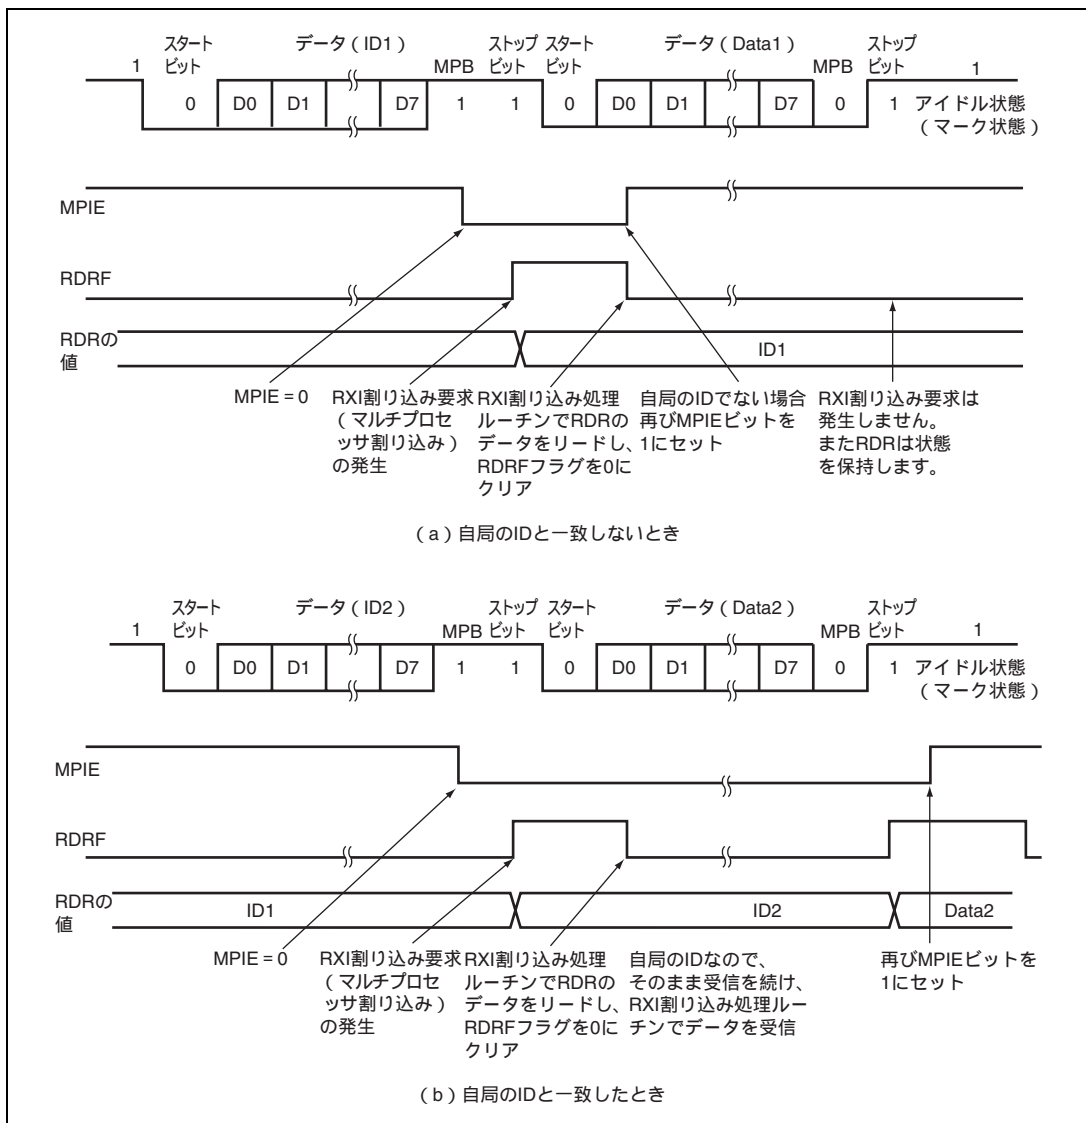 スタート
ビット
データ(ID1)
MPB
ストップ
ビット
スタート
ビット
データ(Data1)
MPB
ストップ
ビット
1
1
0 D0 D1 D7 1 1 0 D0 D1 D7 0 1 アイドル状態
(マーク状態)
MPIE
RDRF
RDRの
値
ID1
MPIE = 0
RXI割り込み要求
(マルチプロセ
ッサ割り込み)
の発生
RXI割り込み処理
ルーチンでRDRの
データをリードし、
RDRFフラグを0に
クリア
自局のIDでない場合
再びMPIEビットを
1にセット
RXI割り込み要求は
発生しません。
またRDRは状態
を保持します。
(a)自局のIDと一致しないとき
スタート
ビット
データ(ID2)
MPB
ストップ
ビット
スタート
ビット
データ(Data2)
MPB
ストップ
ビット
1
1
0 D0 D1 D7 1 1 0 D0 D1 D7 0 1 アイドル状態
(マーク状態)
MPIE
RDRF
RDRの
値
ID1
ID2
Data2
MPIE = 0
RXI割り込み要求
(マルチプロセ
ッサ割り込み)
の発生
RXI割り込み処理
ルーチンでRDRの
データをリードし、
RDRFフラグを0に
クリア
自局のIDなので、
そのまま受信を続け、
RXI割り込み処理ルー
チンでデータを受信
再びMPIEビットを
1にセット
(b)自局のIDと一致したとき